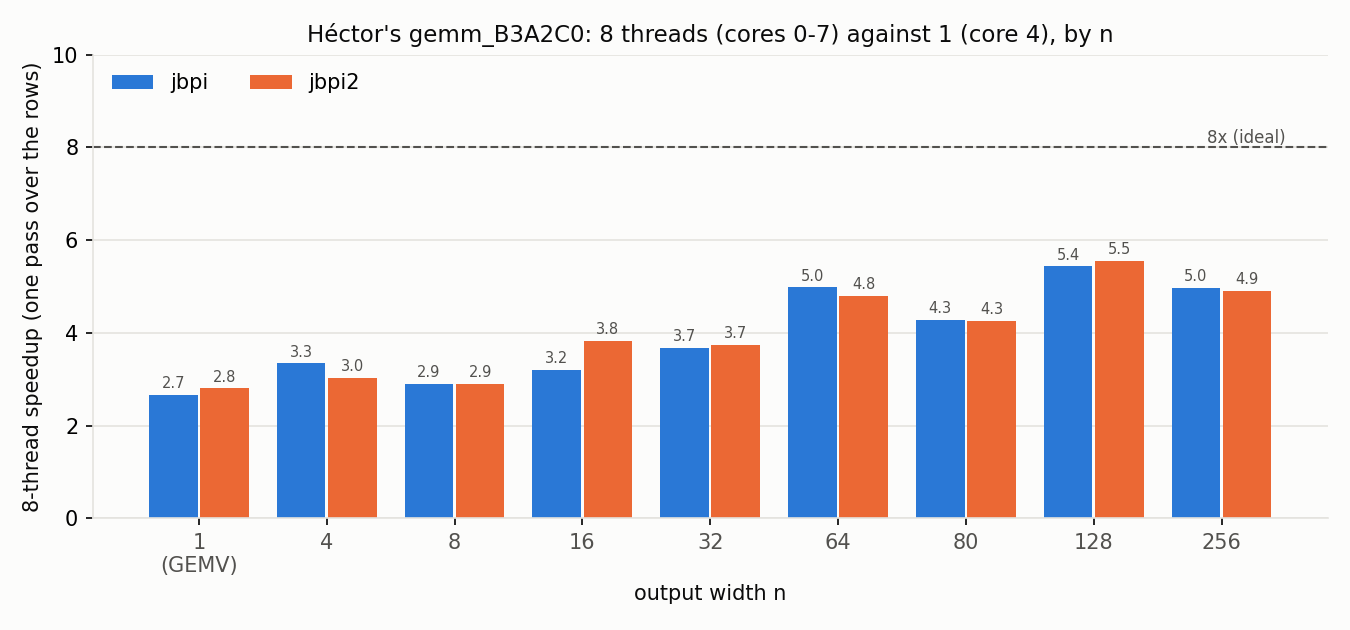 Héctor's gemm_B3A2C0: 8 threads (cores 0-7) against 1 (core 4), by n
8-thread speedup (one pass over the rows)
10
8
6
4
2
0
jbpi
jbpi2
8x (ideal)
2.7 2.8
3.3 3.0
2.9 2.9
3.2 3.8
3.7 3.7
5.0 4.8
4.3 4.3
5.4 5.5
5.0 4.9
1 4 8 16 32 64 80 128 256
(GEMV)
output width n